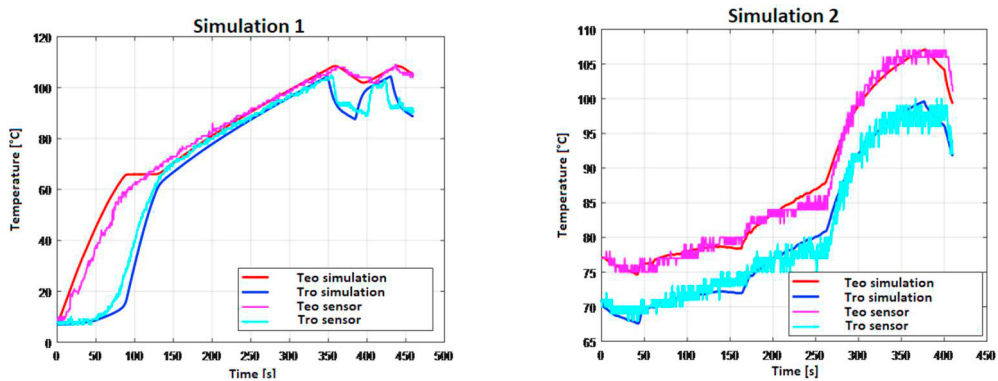 Simulation 1
120
100
80
60
40
20
0
Temperature [°C]
0 50 100 150 200 250 300 350 400 450 500
Time [s]
Teo simulation
Tro simulation
Teo sensor
Tro sensor
Simulation 2
110
105
100
95
90
85
80
75
70
65
Temperature [°C]
0 50 100 150 200 250 300 350 400 450
Time [s]
Teo simulation
Tro simulation
Teo sensor
Tro sensor